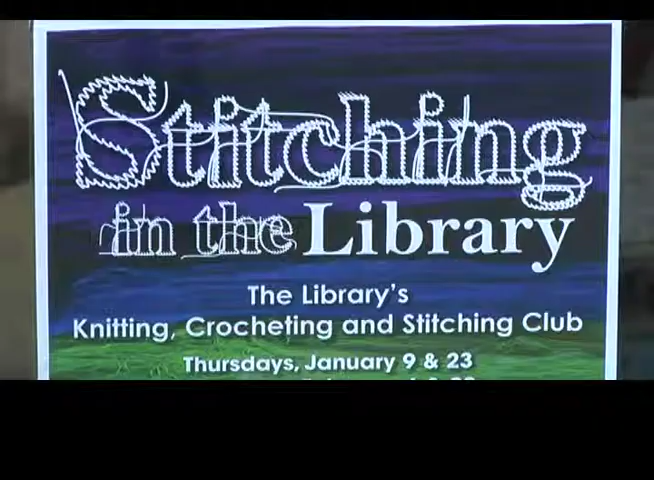 Stitching
in the Library
The Library's
Knitting, Crocheting and Stitching Club
Thursdays, January 9 & 23